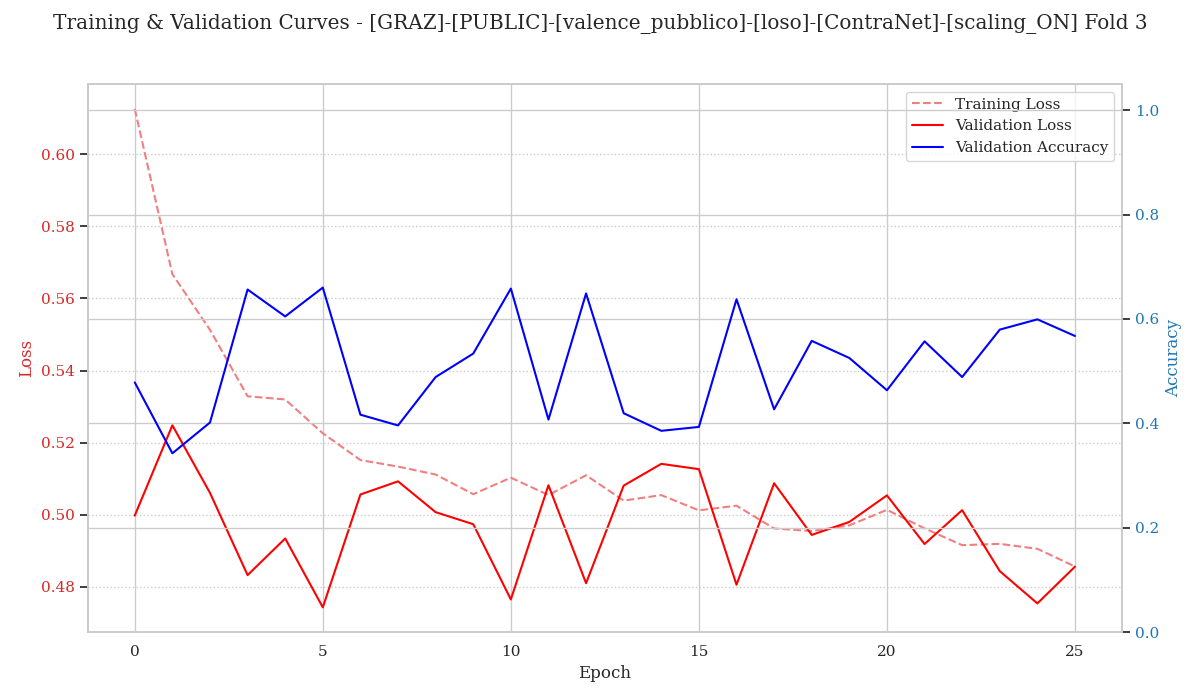 Training & Validation Curves - [GRAZ]-[PUBLIC]-[valence_pubblico]-[loso]-[ContraNet]-[scaling_ON] Fold 3
Training Loss
Validation Loss
Validation Accuracy
Loss
0.60
0.58
0.56
0.54
0.52
0.50
0.48
1.0
0.8
0.6
0.4
0.2
0.0
Accuracy
0
5
10
15
20
25
Epoch